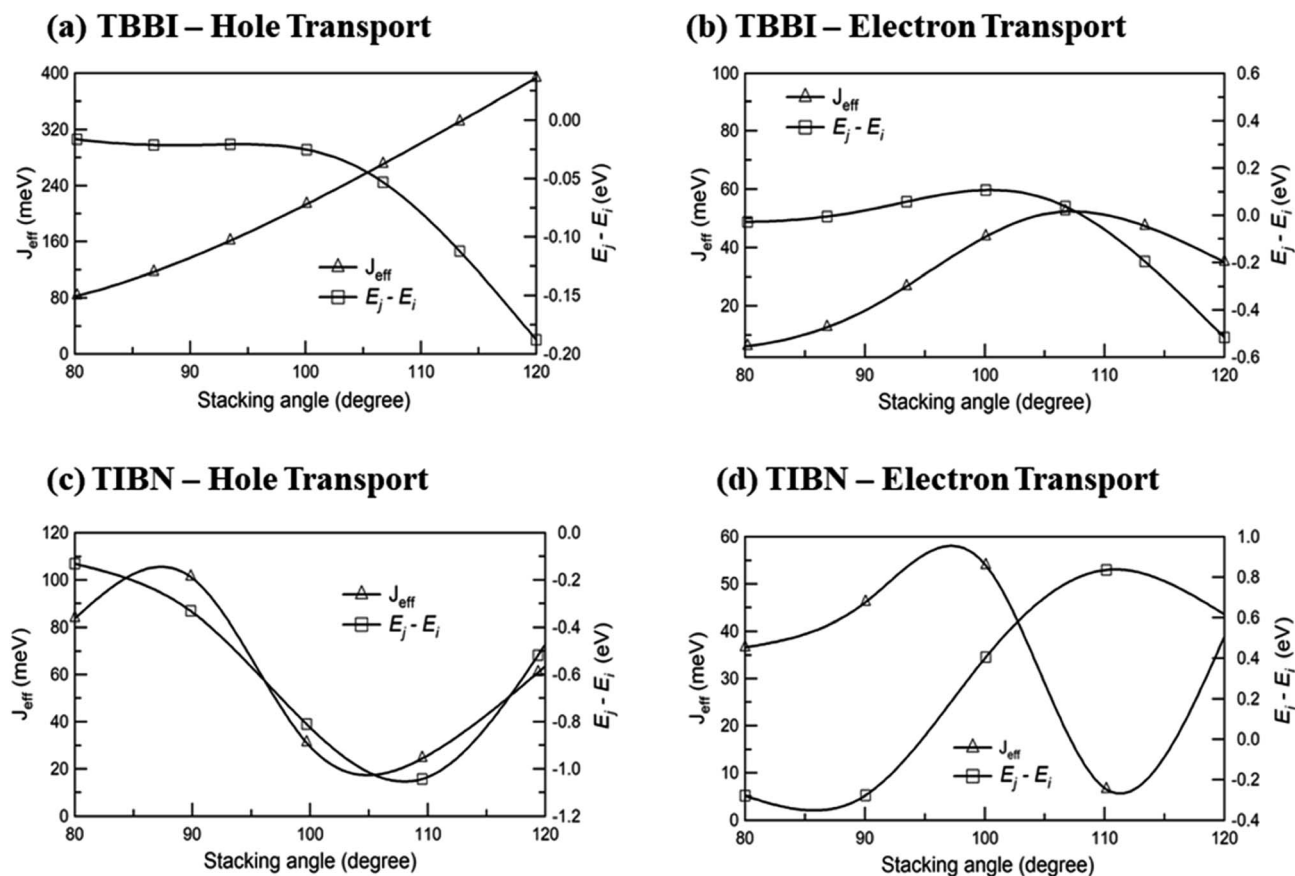 (a) TBBI – Hole Transport
400
320
240
160
80
0
J_eff (meV)
0.00
-0.05
-0.10
-0.15
-0.20
E_j - E_i (eV)
J_eff
E_j - E_i
80 90 100 110 120
Stacking angle (degree)
(b) TBBI – Electron Transport
100
80
60
40
20
J_eff (meV)
0.6
0.4
0.2
0.0
-0.2
-0.4
-0.6
E_j - E_i (eV)
J_eff
E_j - E_i
80 90 100 110 120
Stacking angle (degree)
(c) TIBN – Hole Transport
120
100
80
60
40
20
0
J_eff (meV)
0.0
-0.2
-0.4
-0.6
-0.8
-1.0
-1.2
E_j - E_i (eV)
J_eff
E_j - E_i
80 90 100 110 120
Stacking angle (degree)
(d) TIBN – Electron Transport
60
55
50
45
40
35
30
25
20
15
10
5
0
J_eff (meV)
1.0
0.8
0.6
0.4
0.2
0.0
-0.2
-0.4
E_j - E_i (eV)
J_eff
E_j - E_i
80 90 100 110 120
Stacking angle (degree)